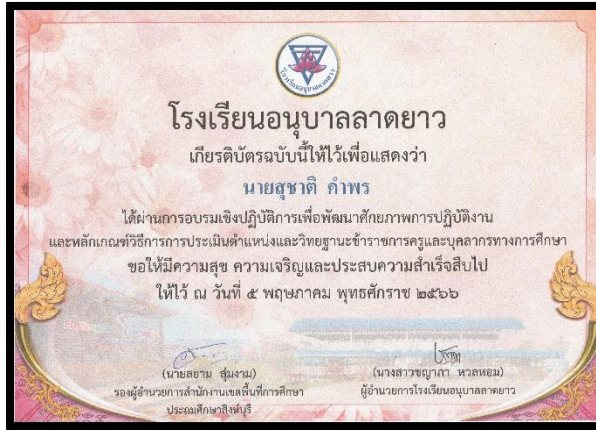 โรงเรียนอนุบาลลาดยาว
โรงเรียนอนุบาลลาดยาว
เกียรติบัตรฉบับนี้ให้ไว้เพื่อแสดงว่า
นายสุชาติ คำพร
ได้ผ่านการอบรมเชิงปฏิบัติการเพื่อพัฒนาศักยภาพการปฏิบัติงาน
และหลักเกณฑ์วิธีการการประเมินตำแหน่งและวิทยฐานะข้าราชการครูและบุคลากรทางการศึกษา
ขอให้มีความสุข ความเจริญและประสบความสำเร็จสืบไป
ให้ไว้ ณ วันที่ ๕ พฤษภาคม พุทธศักราช ๒๕๖๖
(นายสยาม สุ่มงาม)
รองผู้อำนวยการสำนักงานเขตพื้นที่การศึกษา
ประถมศึกษาสิงห์บุรี
(นางสาวชญาภา หวลหอม)
ผู้อำนวยการโรงเรียนอนุบาลลาดยาว